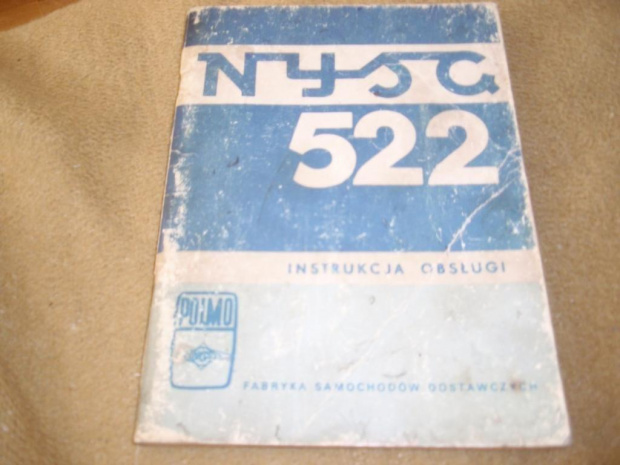 NYSA
522
INSTRUKCJA OBSŁUGI
POLMO
FABRYKA SAMOCHODÓW DOSTAWCZYCH